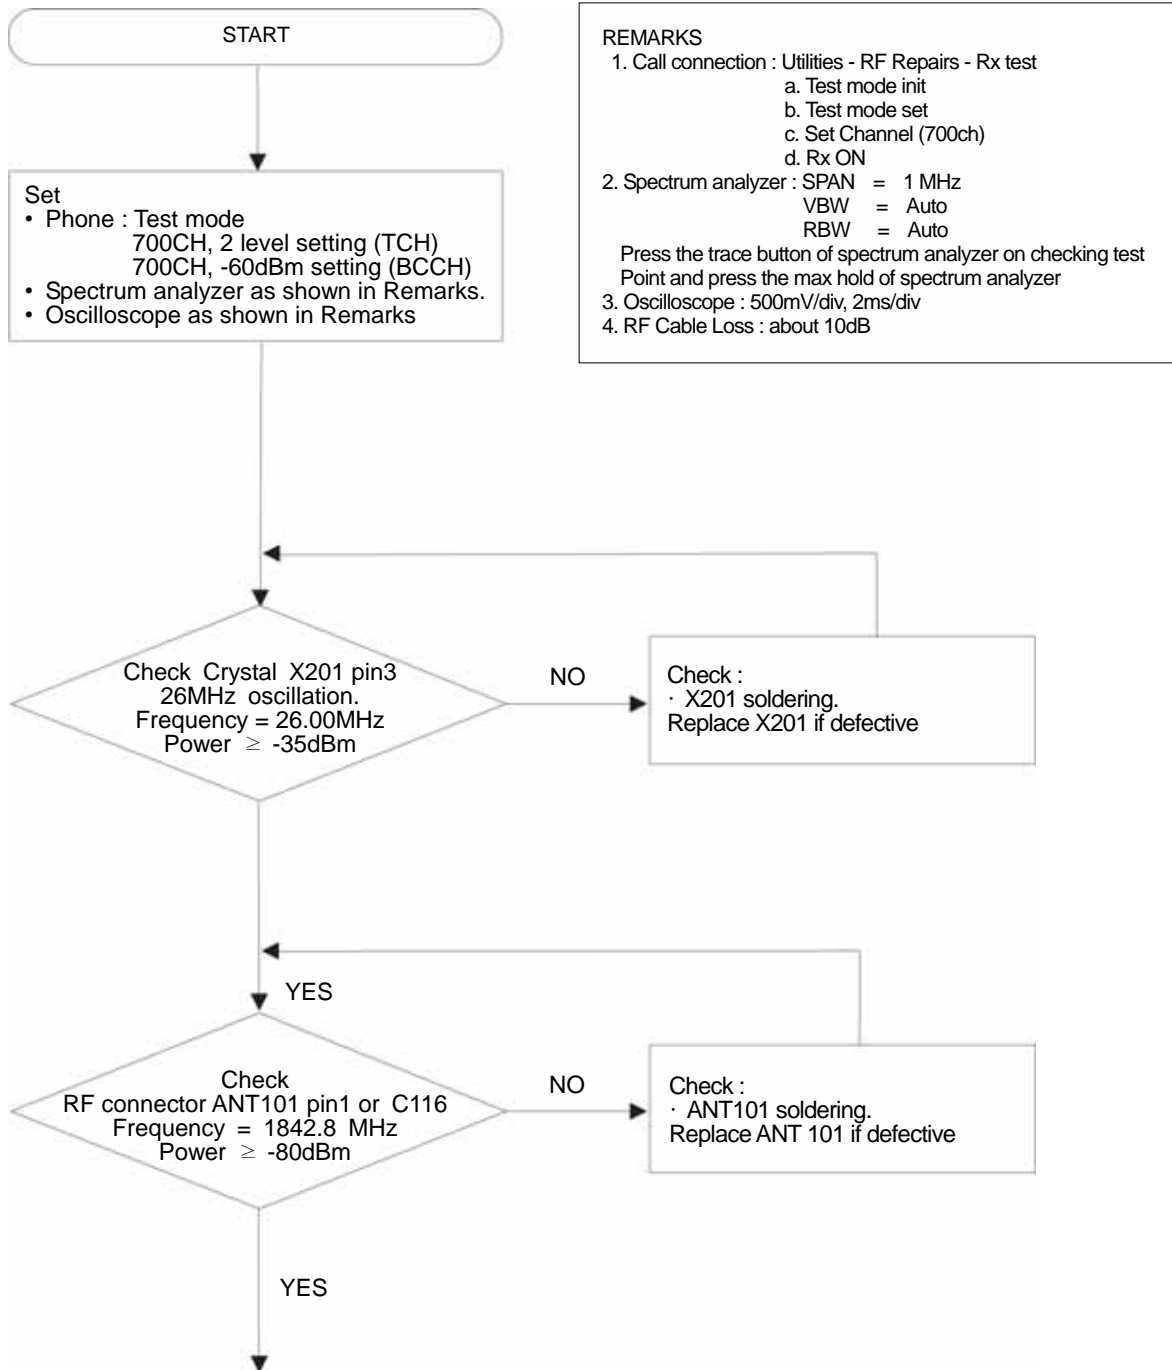 START
REMARKS
1. Call connection : Utilities - RF Repairs - Rx test
a. Test mode init
b. Test mode set
c. Set Channel (700ch)
d. Rx ON
2. Spectrum analyzer : SPAN = 1 MHz
VBW = Auto
RBW = Auto
Press the trace button of spectrum analyzer on checking test
Point and press the max hold of spectrum analyzer
3. Oscilloscope : 500mV/div, 2ms/div
4. RF Cable Loss : about 10dB
Set
• Phone : Test mode
700CH, 2 level setting (TCH)
700CH, -60dBm setting (BCCH)
• Spectrum analyzer as shown in Remarks.
• Oscilloscope as shown in Remarks
Check Crystal X201 pin3
26MHz oscillation.
Frequency = 26.00MHz
Power ≥ -35dBm
NO
Check :
· X201 soldering.
Replace X201 if defective
YES
Check
RF connector ANT101 pin1 or C116
Frequency = 1842.8 MHz
Power ≥ -80dBm
NO
Check :
· ANT101 soldering.
Replace ANT 101 if defective
YES